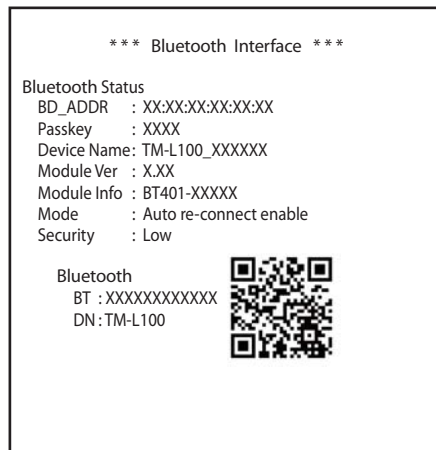 *** Bluetooth Interface ***
Bluetooth Status
BD_ADDR : XX:XX:XX:XX:XX:XX
Passkey : XXXX
Device Name: TM-L100_XXXXXX
Module Ver : X.XX
Module Info : BT401-XXXXX
Mode : Auto re-connect enable
Security : Low
Bluetooth
BT : XXXXXXXXXXXX
DN : TM-L100